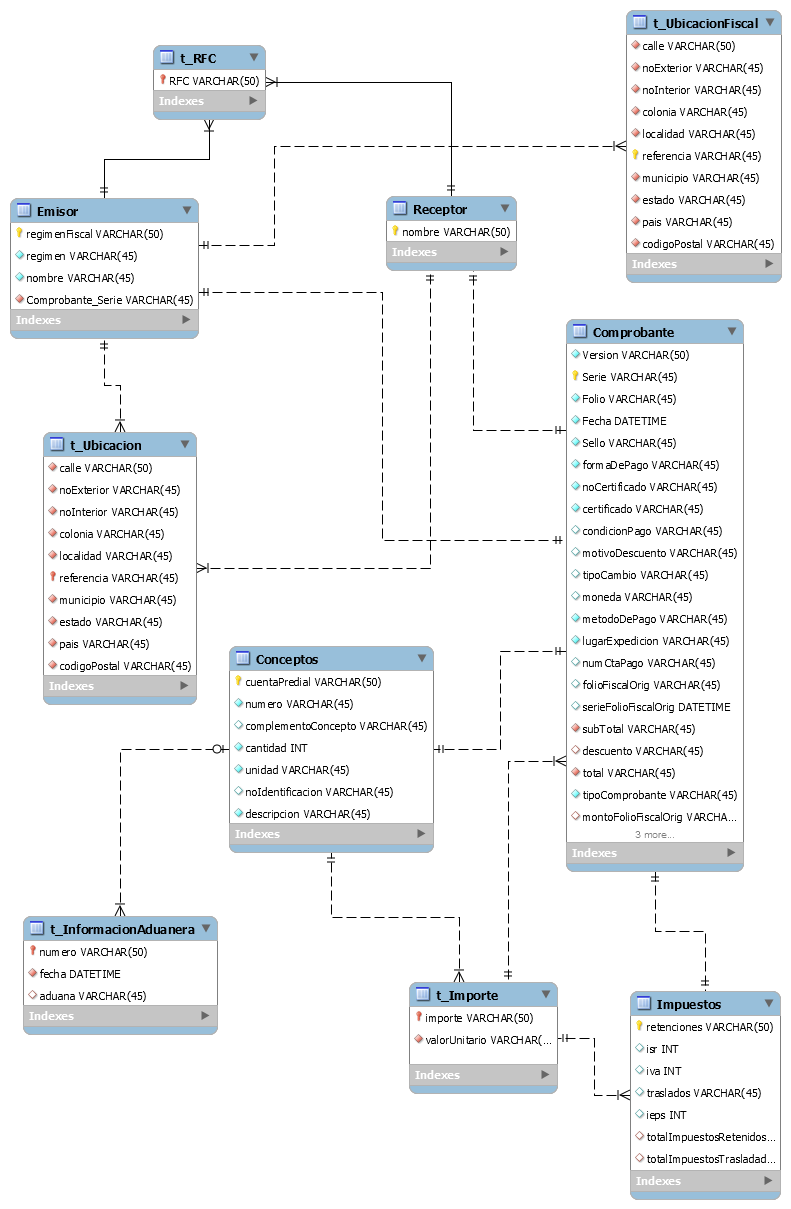 t_UbicacionFiscal
calle VARCHAR(50)
noExterior VARCHAR(45)
noInterior VARCHAR(45)
colonia VARCHAR(45)
localidad VARCHAR(45)
referencia VARCHAR(45)
municipio VARCHAR(45)
estado VARCHAR(45)
pais VARCHAR(45)
codigoPostal VARCHAR(45)
Indexes
t_RFC
RFC VARCHAR(50)
Indexes
Emisor
regimenFiscal VARCHAR(50)
regimen VARCHAR(45)
nombre VARCHAR(45)
Comprobante_Serie VARCHAR(45)
Indexes
Receptor
nombre VARCHAR(50)
Indexes
Comprobante
Version VARCHAR(50)
Serie VARCHAR(45)
Folio VARCHAR(45)
Fecha DATETIME
Sello VARCHAR(45)
formaDePago VARCHAR(45)
noCertificado VARCHAR(45)
certificado VARCHAR(45)
condicionPago VARCHAR(45)
motivoDescuento VARCHAR(45)
tipoCambio VARCHAR(45)
moneda VARCHAR(45)
metodoDePago VARCHAR(45)
lugarExpedicion VARCHAR(45)
numCtaPago VARCHAR(45)
folioFiscalOrig VARCHAR(45)
serieFolioFiscalOrig DATETIME
subTotal VARCHAR(45)
descuento VARCHAR(45)
total VARCHAR(45)
tipoComprobante VARCHAR(45)
montoFolioFiscalOrig VARCHA...
3 more...
Indexes
t_Ubicacion
calle VARCHAR(50)
noExterior VARCHAR(45)
noInterior VARCHAR(45)
colonia VARCHAR(45)
localidad VARCHAR(45)
referencia VARCHAR(45)
municipio VARCHAR(45)
estado VARCHAR(45)
pais VARCHAR(45)
codigoPostal VARCHAR(45)
Indexes
Conceptos
cuentaPredial VARCHAR(50)
numero VARCHAR(45)
complementoConcepto VARCHAR(45)
cantidad INT
unidad VARCHAR(45)
noIdentificacion VARCHAR(45)
descripcion VARCHAR(45)
Indexes
t_InformacionAduanera
numero VARCHAR(50)
fecha DATETIME
aduana VARCHAR(45)
Indexes
t_Importe
importe VARCHAR(50)
valorUnitario VARCHAR(...
Indexes
Impuestos
retenciones VARCHAR(50)
isr INT
iva INT
traslados VARCHAR(45)
ieps INT
totalImpuestosRetenidos...
totalImpuestosTrasladad...
Indexes